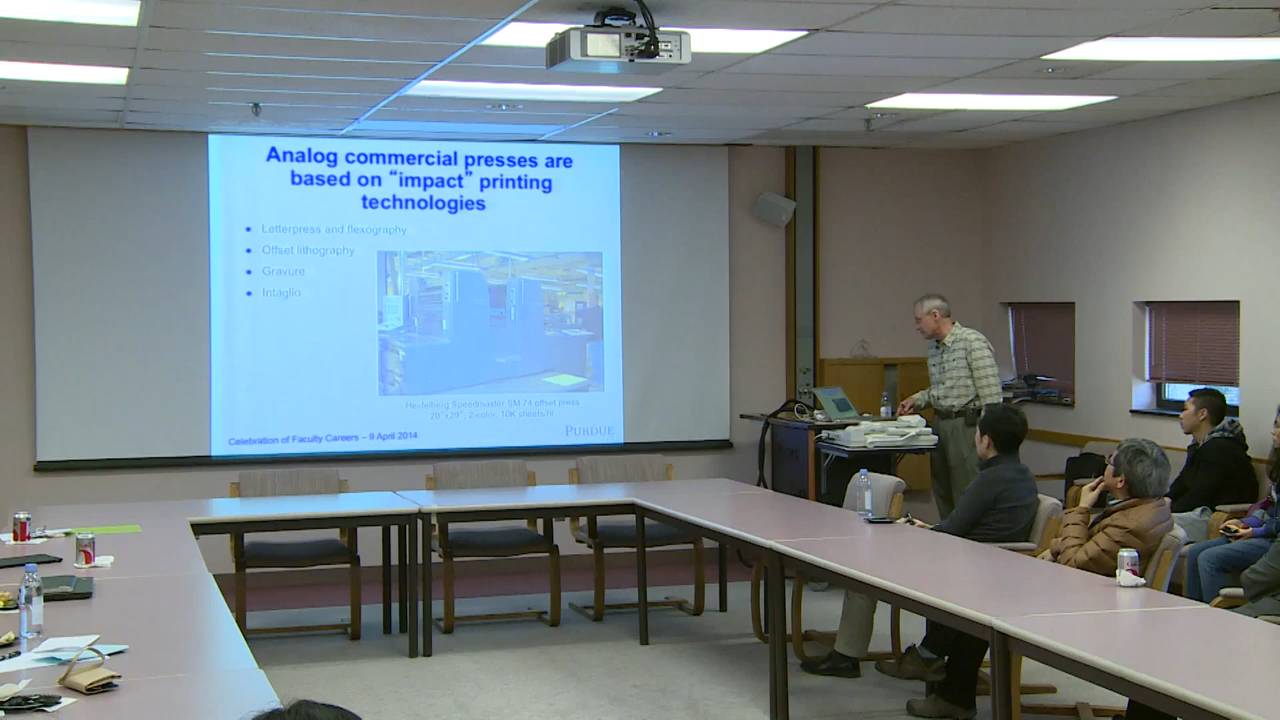 Analog commercial presses are
based on “impact” printing
technologies
Letterpress and flexography
Offset lithography
Gravure
Intaglio
Heidelberg Speedmaster SM 74 offset press
20"x29", 2-color, 10K sheets/hr
Celebration of Faculty Careers – 9 April 2014
PURDUE